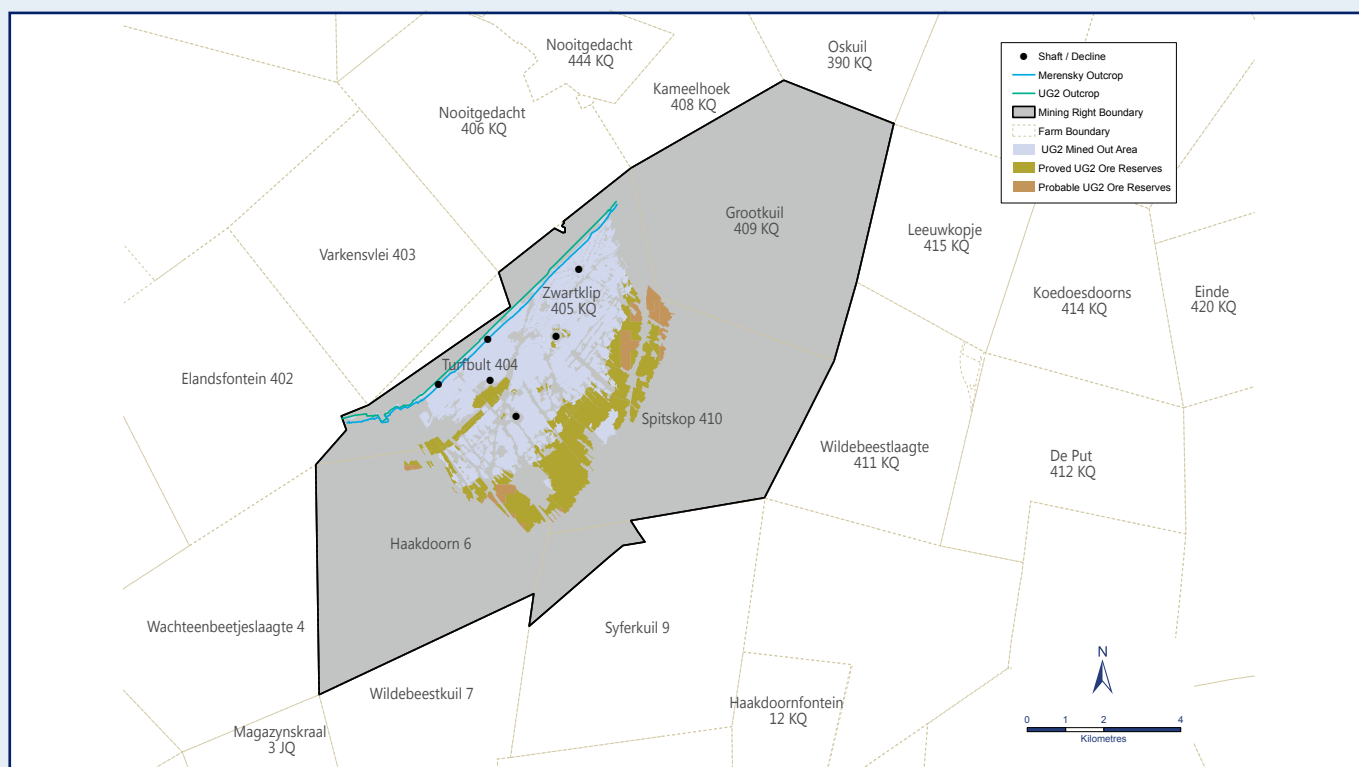 Nooitgedacht
444 KQ
Oskuil
390 KQ
Kameelhoek
408 KQ
Nooitgedacht
406 KQ
Shaft / Decline
Merensky Outcrop
UG2 Outcrop
Mining Right Boundary
Farm Boundary
UG2 Mined Out Area
Proved UG2 Ore Reserves
Probable UG2 Ore Reserves
Grootkuil
409 KQ
Leeuwkopje
415 KQ
Varkensvlei 403
Zwartklip
405 KQ
Koedoesdoorns
414 KQ
Einde
420 KQ
Turfbult 404
Elandsfontein 402
Spitskop 410
Wildebeestlaagte
411 KQ
De Put
412 KQ
Haakdoorn 6
Wachteenbeetjeslaagte 4
Syferkuil 9
Wildebeestkuil 7
Haakdoornfontein
12 KQ
Magazynskraal
3 JQ
N
0 1 2 4
Kilometres